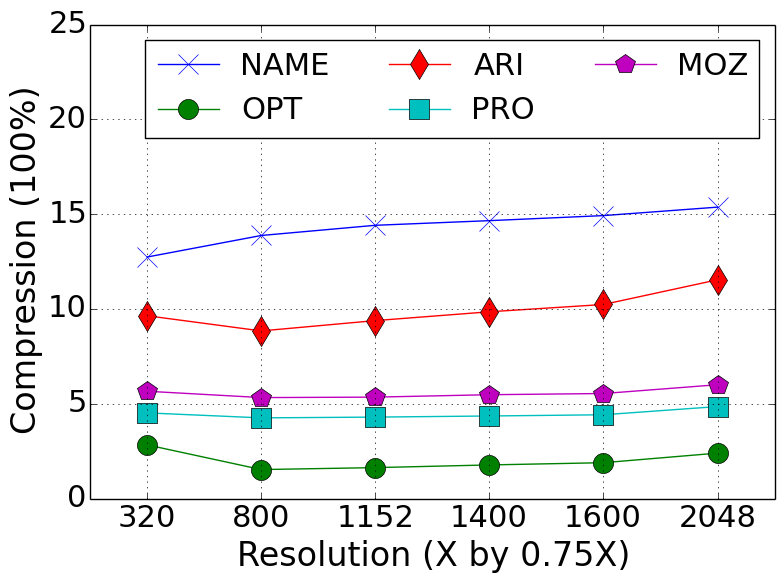 25
20
15
10
5
0
Compression (100%)
NAME ARI MOZ
OPT PRO
320 800 1152 1400 1600 2048
Resolution (X by 0.75X)